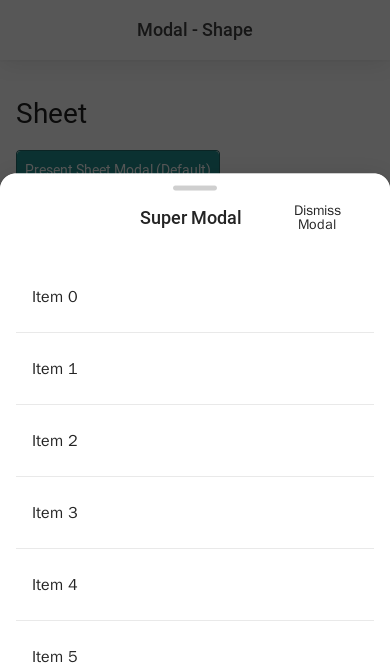 Modal - Shape
Sheet
Present Sheet Modal (Default)
Super Modal
Dismiss
Modal
Item 0
Item 1
Item 2
Item 3
Item 4
Item 5